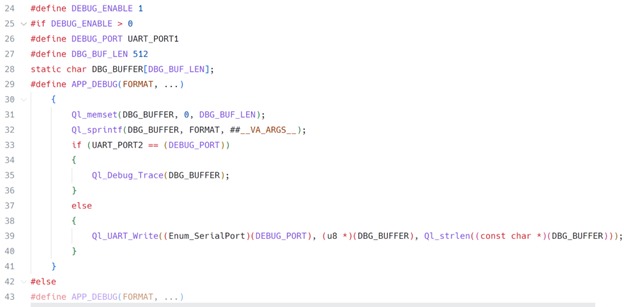 24 #define DEBUG_ENABLE 1
25 #if DEBUG_ENABLE > 0
26 #define DEBUG_PORT UART_PORT1
27 #define DBG_BUF_LEN 512
28 static char DBG_BUFFER[DBG_BUF_LEN];
29 #define APP_DEBUG(FORMAT, ...)
30 {
31 Ql_memset(DBG_BUFFER, 0, DBG_BUF_LEN);
32 Ql_sprintf(DBG_BUFFER, FORMAT, ##__VA_ARGS__);
33 if (UART_PORT2 == (DEBUG_PORT))
34 {
35 Ql_Debug_Trace(DBG_BUFFER);
36 }
37 else
38 {
39 Ql_UART_Write((Enum_SerialPort)(DEBUG_PORT), (u8 *)(DBG_BUFFER), Ql_strlen((const char *)(DBG_BUFFER)));
40 }
41 }
42 #else
43 #define APP_DEBUG(FORMAT, ...)